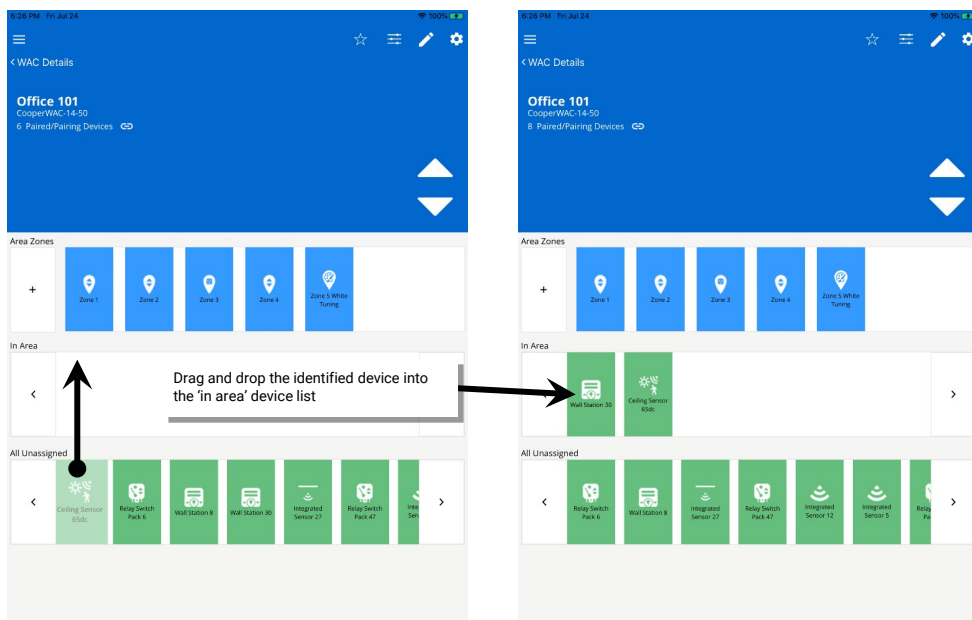 6:26 PM Fri Jul 24
100%
< WAC Details
Office 101
CooperWAC-14-50
6 Paired/Pairing Devices
Area Zones
+
Zone 1
Zone 2
Zone 3
Zone 4
Zone 5 White
Tuning
In Area
Drag and drop the identified device into
the ‘in area’ device list
All Unassigned
Ceiling Sensor
65dc
Relay Switch
Pack 6
Wall Station 8
Wall Station 30
Integrated
Sensor 27
Relay Switch
Pack 47
Inte
Sen
6:26 PM Fri Jul 24
100%
< WAC Details
Office 101
CooperWAC-14-50
8 Paired/Pairing Devices
Area Zones
+
Zone 1
Zone 2
Zone 3
Zone 4
Zone 5 White
Tuning
In Area
Wall Station 30
Ceiling Sensor
65dc
All Unassigned
Relay Switch
Pack 6
Wall Station 8
Integrated
Sensor 27
Relay Switch
Pack 47
Integrated
Sensor 12
Integrated
Sensor 5
Relay
Pa